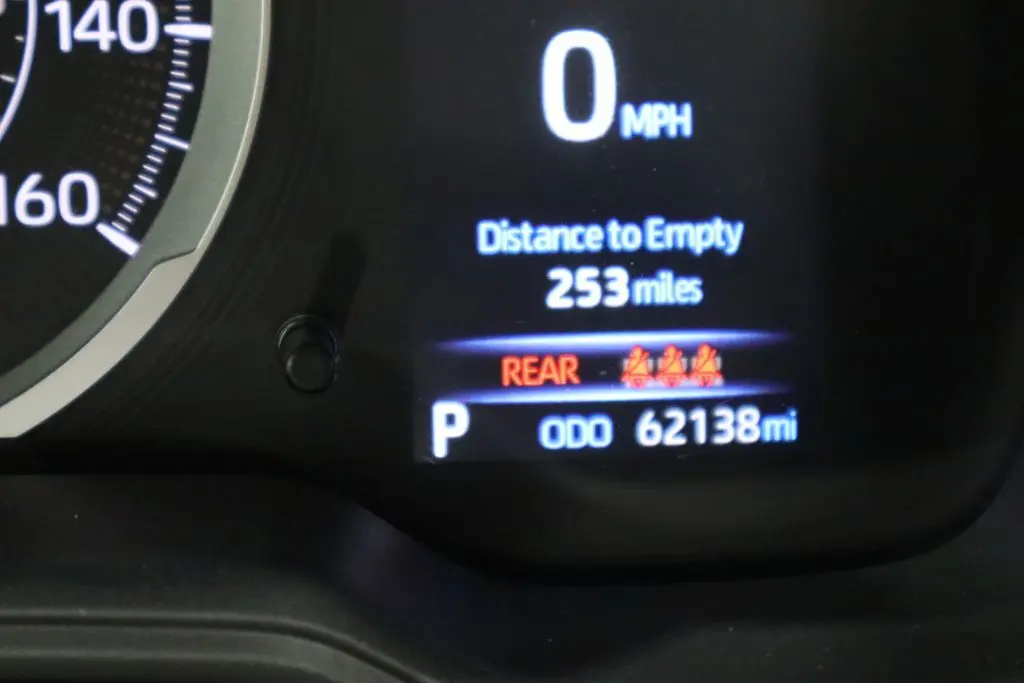 140
160
0 MPH
Distance to Empty
253 miles
REAR
P ODO 62138 mi